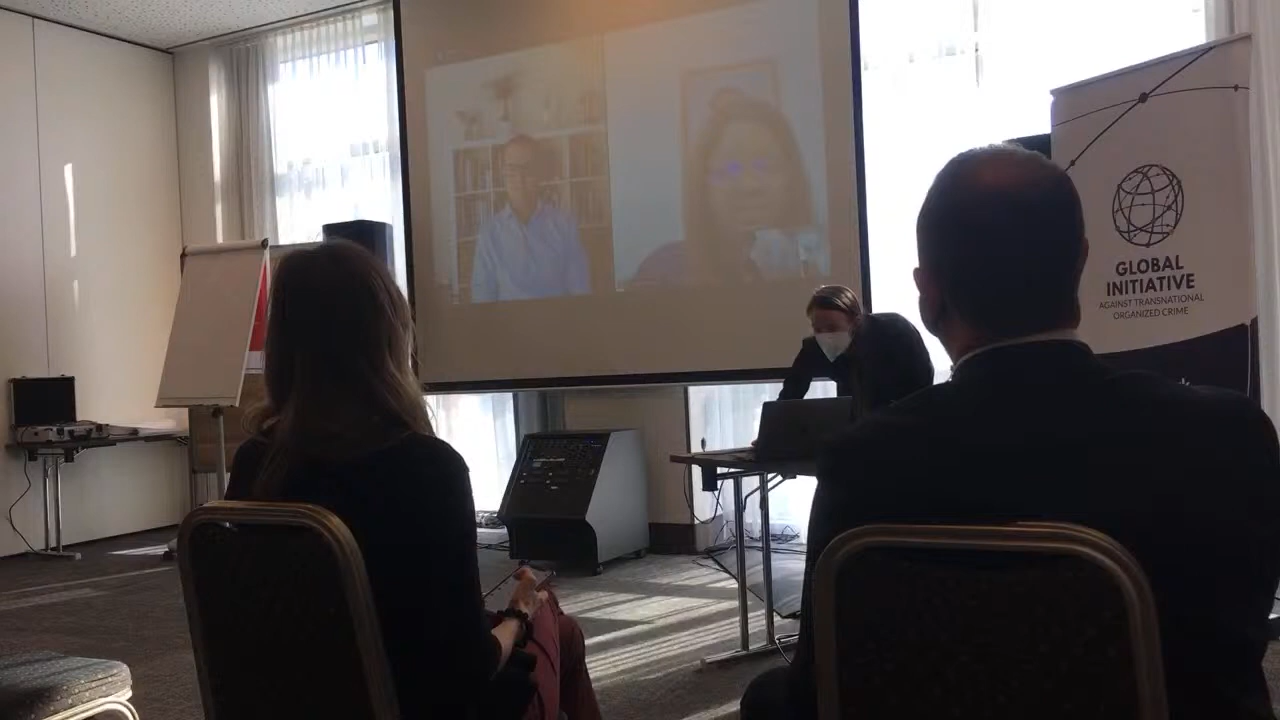 GLOBAL
INITIATIVE
AGAINST TRANSNATIONAL
ORGANIZED CRIME